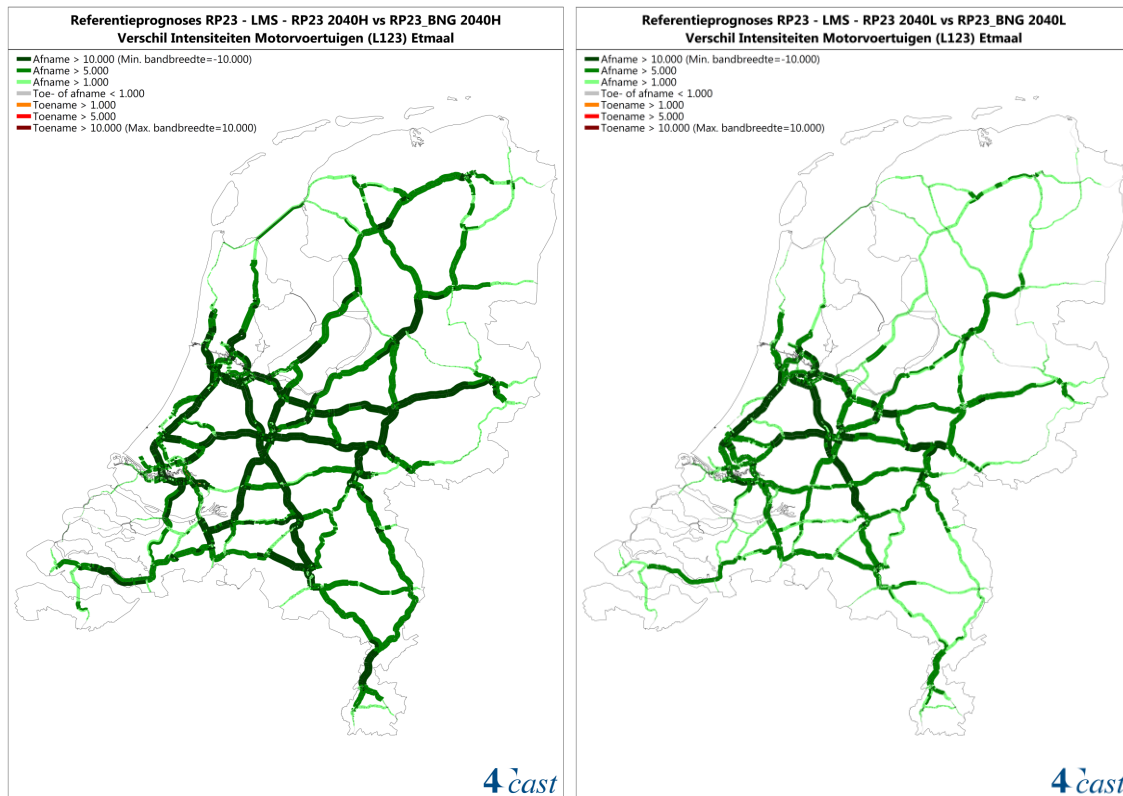 Referentieprognoses RP23 - LMS - RP23 2040H vs RP23_BNG 2040H
Verschil Intensiteiten Motorvoertuigen (L123) Etmaal
Afname > 10.000 (Min. bandbreedte=-10.000)
Afname > 5.000
Afname > 1.000
Toe- of afname < 1.000
Toename > 1.000
Toename > 5.000
Toename > 10.000 (Max. bandbreedte=10.000)
4cast
Referentieprognoses RP23 - LMS - RP23 2040L vs RP23_BNG 2040L
Verschil Intensiteiten Motorvoertuigen (L123) Etmaal
Afname > 10.000 (Min. bandbreedte=-10.000)
Afname > 5.000
Afname > 1.000
Toe- of afname < 1.000
Toename > 1.000
Toename > 5.000
Toename > 10.000 (Max. bandbreedte=10.000)
4cast